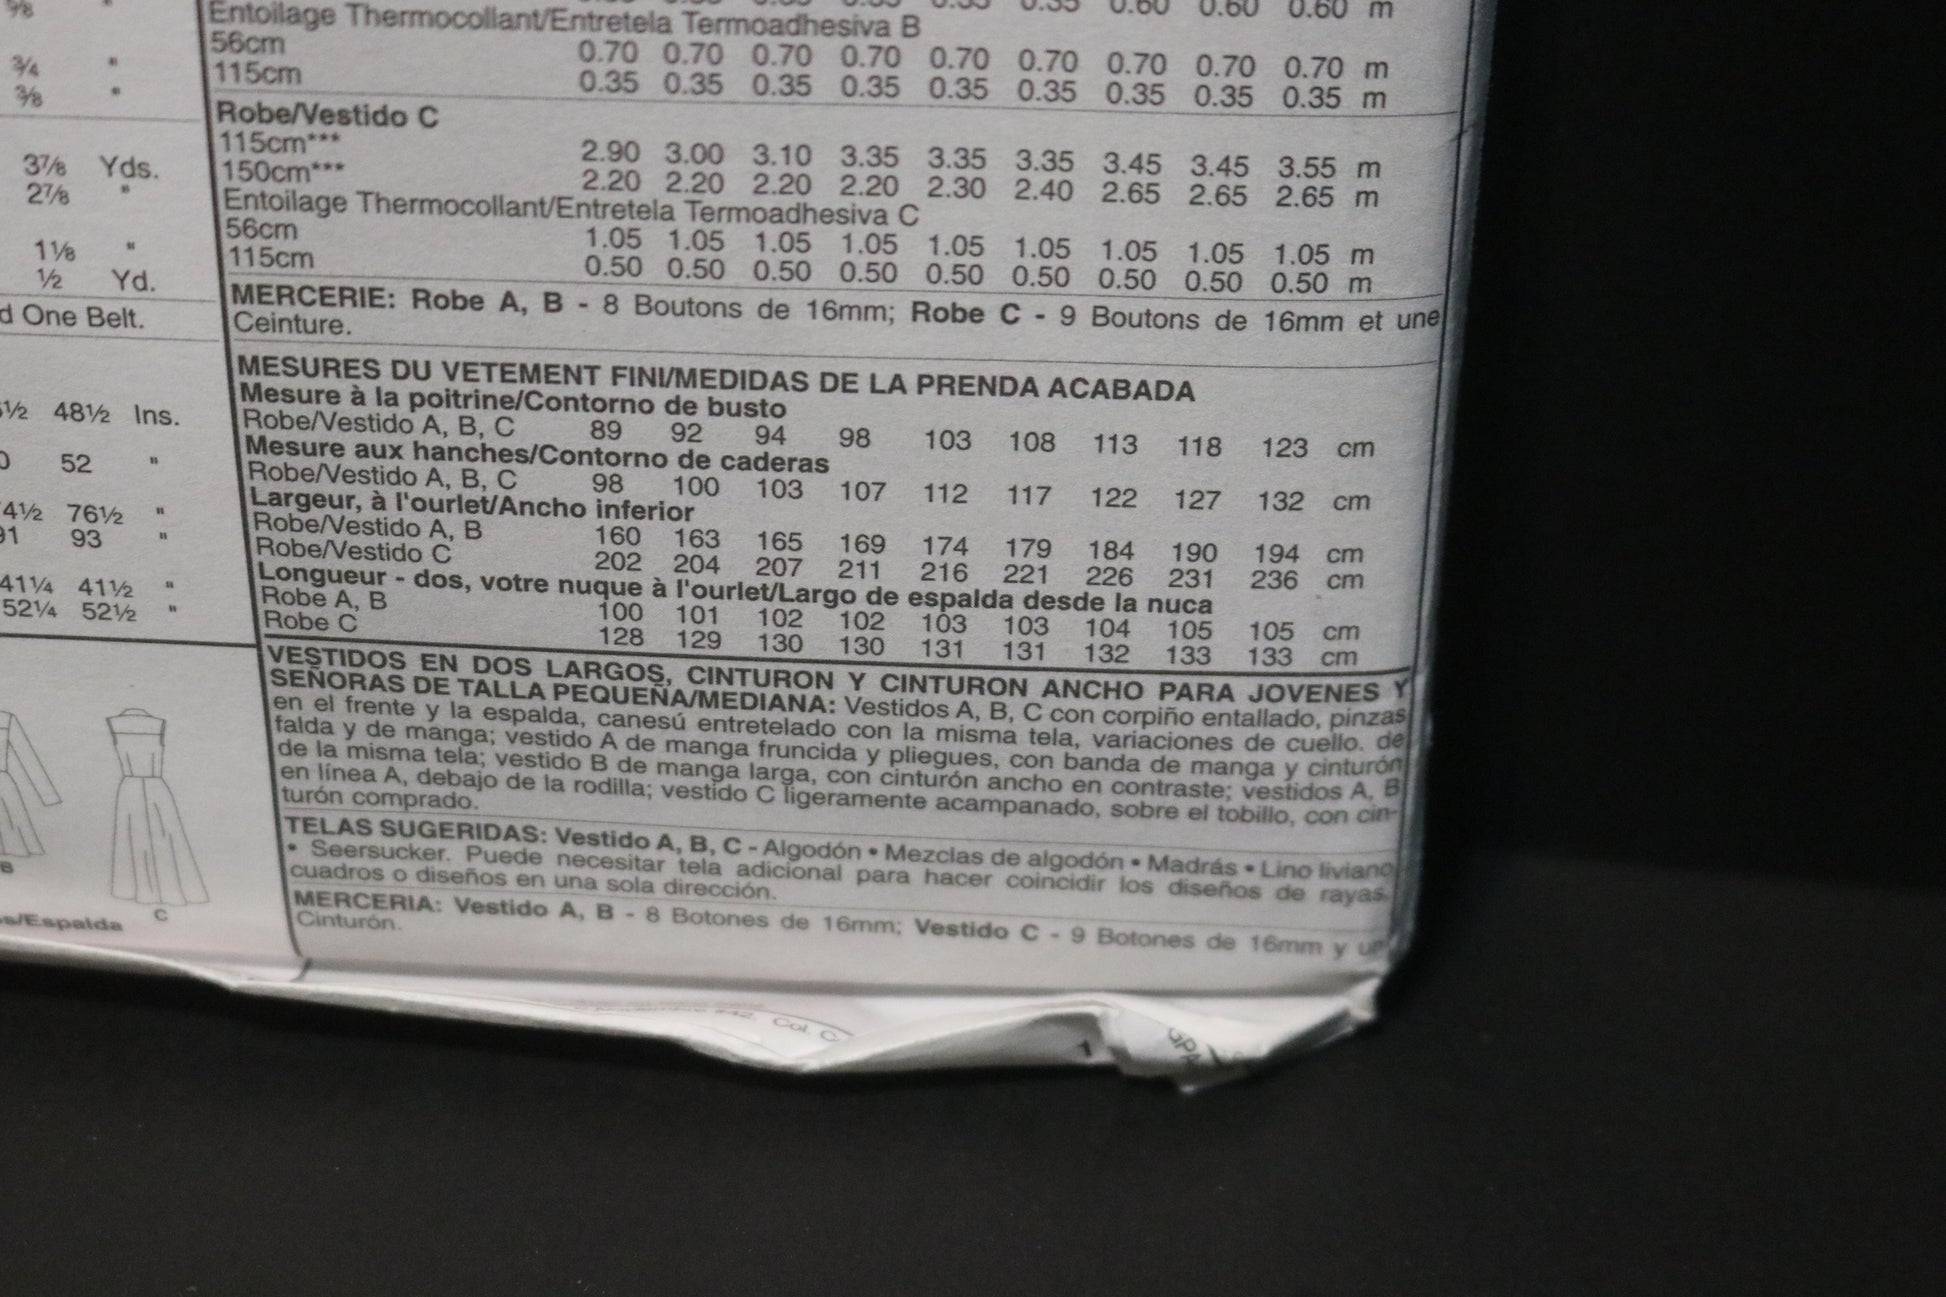 ⅝ "
¾ "
⅜ "
3⅞ Yds.
2⅞ "
1⅛ "
½ Yd.
d One Belt.
½ 48½ Ins.
52 "
4½ 76½ "
91 93 "
41¼ 41½ "
52¼ 52½ "
B
C
s/Espalda
0.60 0.60 0.60 m
Entoilage Thermocollant/Entretela Termoadhesiva B
56cm 0.70 0.70 0.70 0.70 0.70 0.70 0.70 0.70 0.70 m
115cm 0.35 0.35 0.35 0.35 0.35 0.35 0.35 0.35 0.35 m
Robe/Vestido C
115cm*** 2.90 3.00 3.10 3.35 3.35 3.35 3.45 3.45 3.55 m
150cm*** 2.20 2.20 2.20 2.20 2.30 2.40 2.65 2.65 2.65 m
Entoilage Thermocollant/Entretela Termoadhesiva C
56cm 1.05 1.05 1.05 1.05 1.05 1.05 1.05 1.05 1.05 m
115cm 0.50 0.50 0.50 0.50 0.50 0.50 0.50 0.50 0.50 m
MERCERIE: Robe A, B - 8 Boutons de 16mm; Robe C - 9 Boutons de 16mm et une
Ceinture.
MESURES DU VETEMENT FINI/MEDIDAS DE LA PRENDA ACABADA
Mesure à la poitrine/Contorno de busto
Robe/Vestido A, B, C 89 92 94 98 103 108 113 118 123 cm
Mesure aux hanches/Contorno de caderas
Robe/Vestido A, B, C 98 100 103 107 112 117 122 127 132 cm
Largeur, à l'ourlet/Ancho inferior
Robe/Vestido A, B 160 163 165 169 174 179 184 190 194 cm
Robe/Vestido C 202 204 207 211 216 221 226 231 236 cm
Longueur - dos, votre nuque à l'ourlet/Largo de espalda desde la nuca
Robe A, B 100 101 102 102 103 103 104 105 105 cm
Robe C 128 129 130 130 131 131 132 133 133 cm
VESTIDOS EN DOS LARGOS, CINTURON Y CINTURON ANCHO PARA JOVENES Y
SEÑORAS DE TALLA PEQUEÑA/MEDIANA: Vestidos A, B, C con corpiño entallado, pinzas
en el frente y la espalda, canesú entretelado con la misma tela, variaciones de cuello. de
falda y de manga; vestido A de manga fruncida y pliegues, con banda de manga y cinturón
de la misma tela; vestido B de manga larga, con cinturón ancho en contraste; vestidos A, B
en línea A, debajo de la rodilla; vestido C ligeramente acampanado, sobre el tobillo, con cin-
turón comprado.
TELAS SUGERIDAS: Vestido A, B, C - Algodón • Mezclas de algodón • Madrás • Lino liviano
• Seersucker. Puede necesitar tela adicional para hacer coincidir los diseños de rayas,
cuadros o diseños en una sola dirección.
MERCERIA: Vestido A, B - 8 Botones de 16mm; Vestido C - 9 Botones de 16mm y un
Cinturón.
Col. C
1
GPA